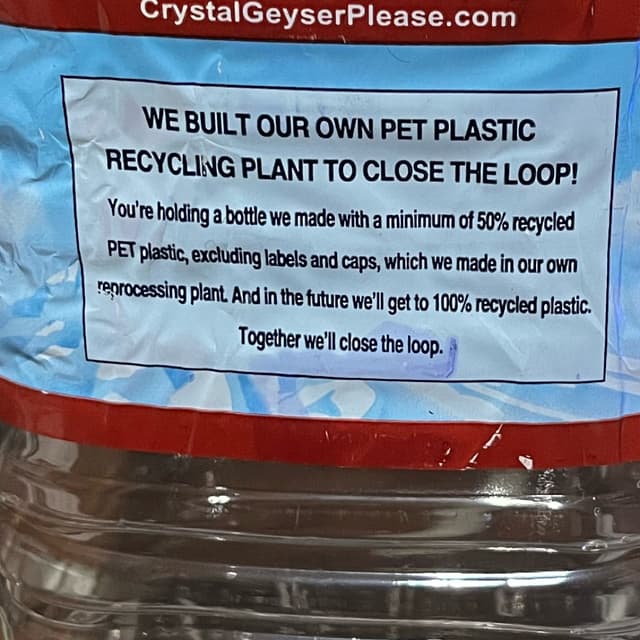 CrystalGeyserPlease.com
WE BUILT OUR OWN PET PLASTIC
RECYCLING PLANT TO CLOSE THE LOOP!
You're holding a bottle we made with a minimum of 50% recycled
PET plastic, excluding labels and caps, which we made in our own
reprocessing plant. And in the future we'll get to 100% recycled plastic.
Together we'll close the loop.